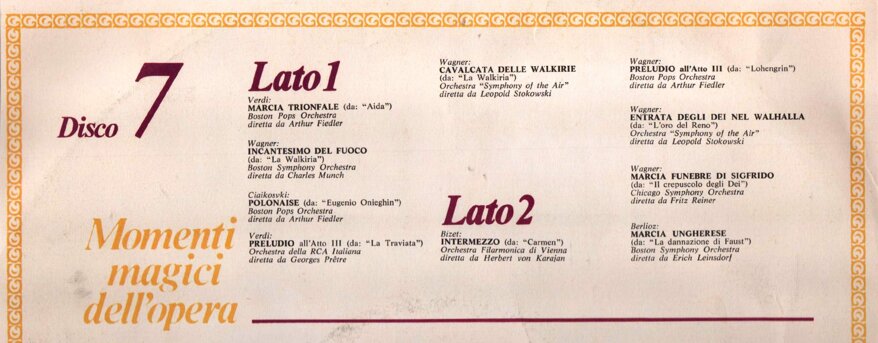 Disco 7
Momenti
magici
dell'opera
Lato 1
Verdi:
MARCIA TRIONFALE (da: "Aida")
Boston Pops Orchestra
diretta da Arthur Fiedler
Wagner:
INCANTESIMO DEL FUOCO
(da: "La Walkiria")
Boston Symphony Orchestra
diretta da Charles Munch
Ciaikosvki:
POLONAISE (da: "Eugenio Onieghin")
Boston Pops Orchestra
diretta da Arthur Fiedler
Verdi:
PRELUDIO all'Atto III (da: "La Traviata")
Orchestra della RCA Italiana
diretta da Georges Prêtre
Wagner:
CAVALCATA DELLE WALKIRIE
(da: "La Walkiria")
Orchestra "Symphony of the Air"
diretta da Leopold Stokowski
Lato 2
Bizet:
INTERMEZZO (da: "Carmen")
Orchestra Filarmonica di Vienna
diretta da Herbert von Karajan
Wagner:
PRELUDIO all'Atto III (da: "Lohengrin")
Boston Pops Orchestra
diretta da Arthur Fiedler
Wagner:
ENTRATA DEGLI DEI NEL WALHALLA
(da: "L'oro del Reno")
Orchestra "Symphony of the Air"
diretta da Leopold Stokowski
Wagner:
MARCIA FUNEBRE DI SIGFRIDO
(da: "Il crepuscolo degli Dei")
Chicago Symphony Orchestra
diretta da Fritz Reiner
Berlioz:
MARCIA UNGHERESE
(da: "La dannazione di Faust")
Boston Symphony Orchestra
diretta da Erich Leinsdorf